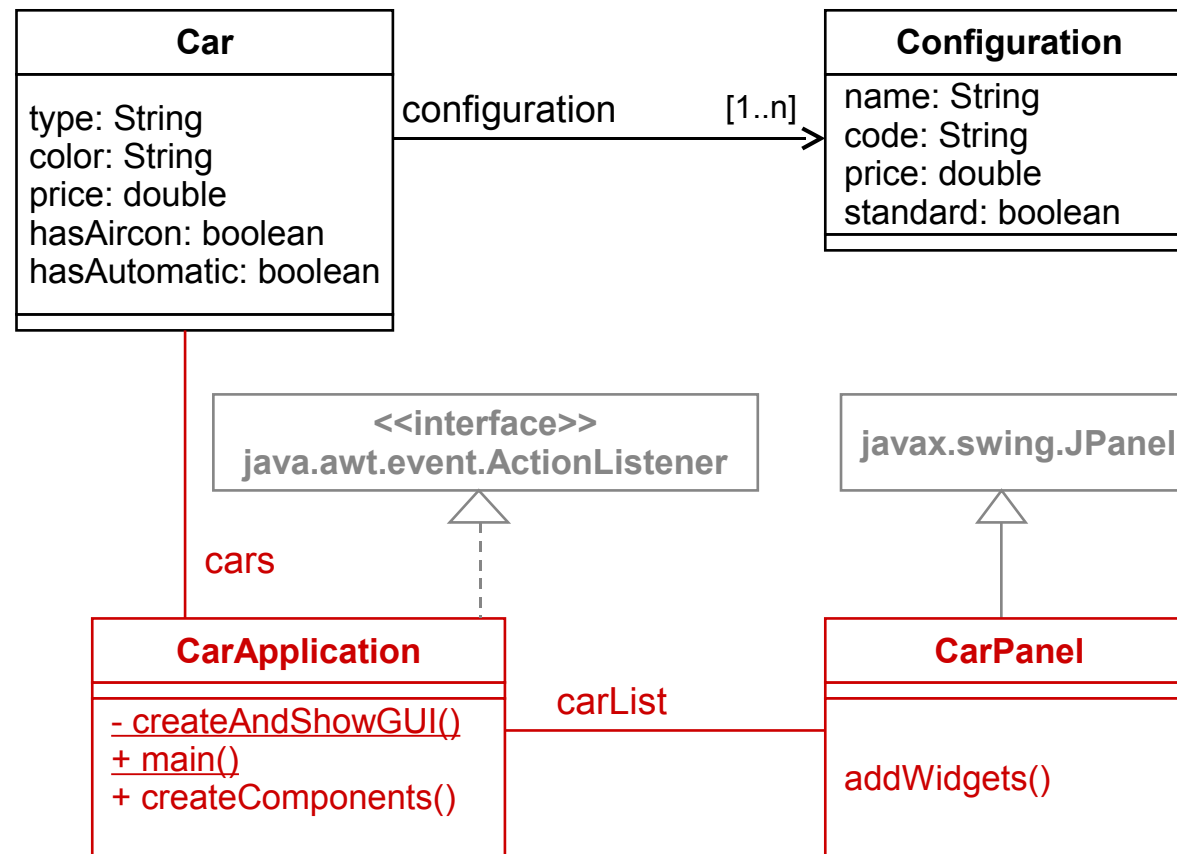 Car
type: String
color: String
price: double
hasAircon: boolean
hasAutomatic: boolean
configuration [1..n]
Configuration
name: String
code: String
price: double
standard: boolean
<<interface>>
java.awt.event.ActionListener
javax.swing.JPanel
cars
CarApplication
- createAndShowGUI()
+ main()
+ createComponents()
carList
CarPanel
addWidgets()